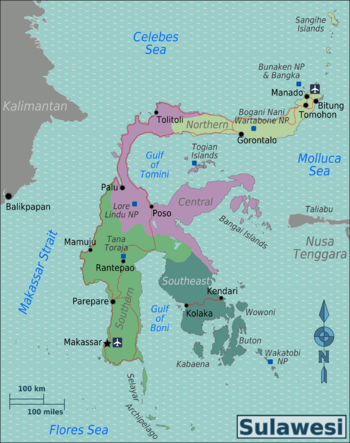 Sangihe
Islands
Celebes
Sea
Bunaken NP
& Bangka
Manado
Bitung
Tomohon
Kalimantan
Tolitoli
Bogani Nani
Wartabone NP
Northern
Gorontalo
Gulf
of
Tomini
Togian
Islands
Molluca
Sea
Palu
Balikpapan
Lore
Lindu NP
Poso
Central
Taliabu
Bangai Islands
Makassar Strait
Mamuju
Tana
Toraja
Rantepao
Nusa
Tenggara
Southeast
Kendari
Kolaka
Wowoni
Parepare
Southern
Gulf
of
Boni
Buton
Makassar
Kabaena
Wakatobi
NP
N
100 km
100 miles
Selayar
Archipelago
Flores Sea
Sulawesi